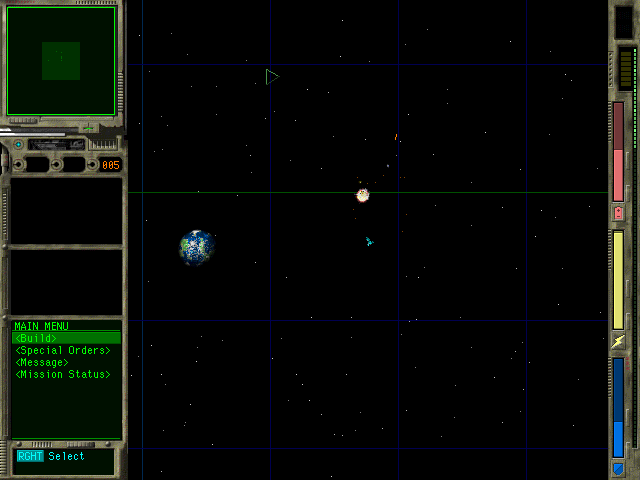 005
MAIN MENU
<Build>
<Special Orders>
<Message>
<Mission Status>
RGHT Select